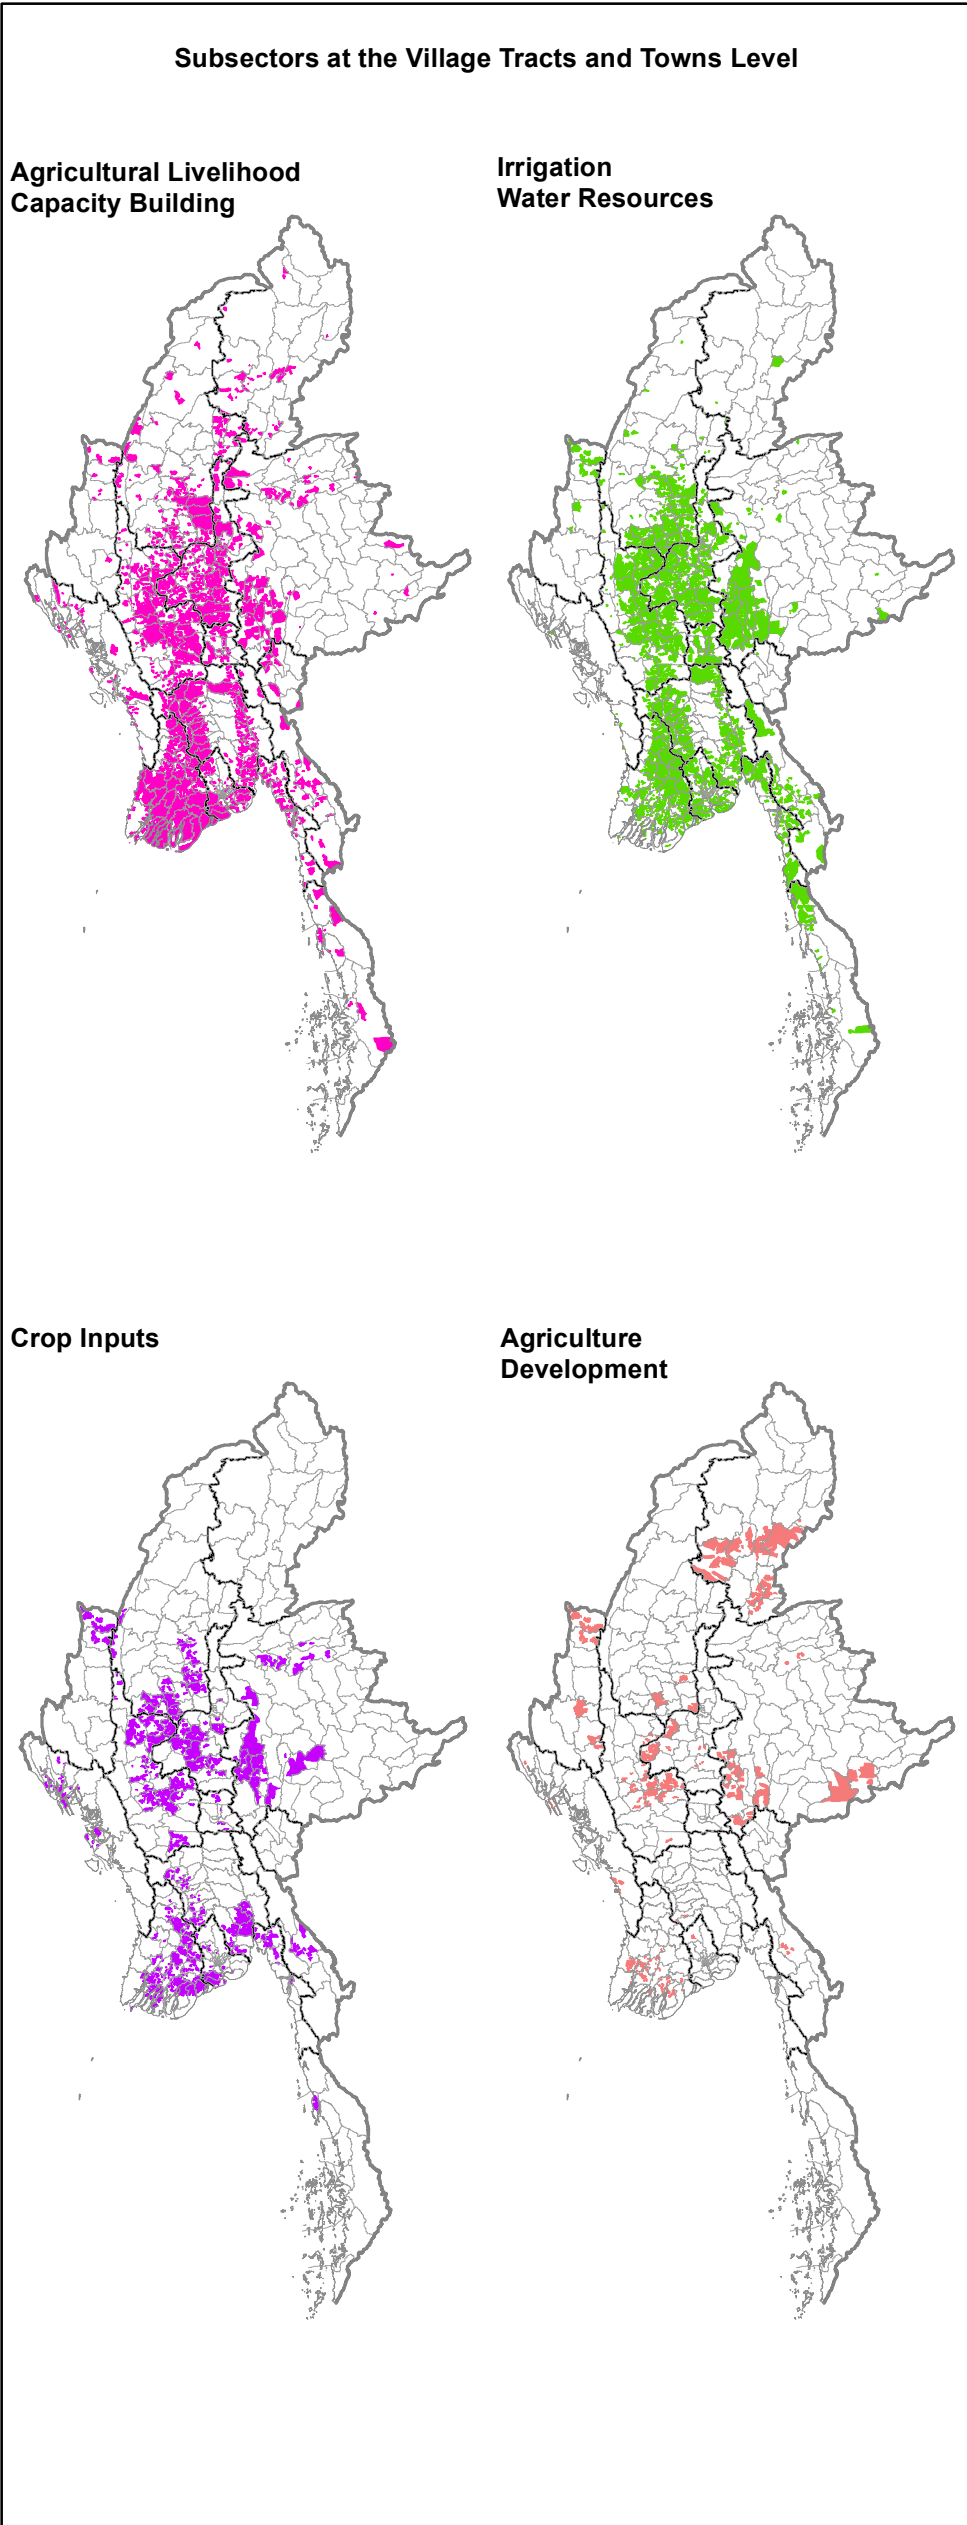 Subsectors at the Village Tracts and Towns Level
Agricultural Livelihood
Capacity Building
Irrigation
Water Resources
Crop Inputs
Agriculture
Development